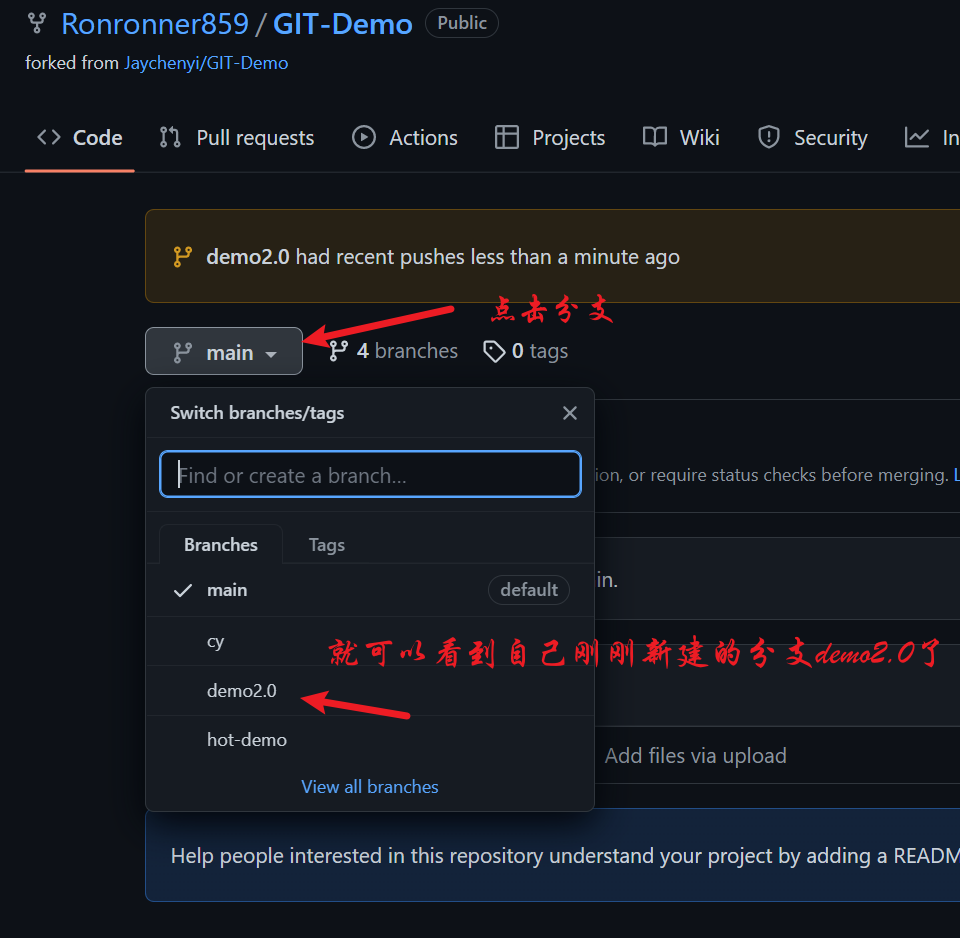 Ronronner859 / GIT-Demo Public
forked from Jaychenyi/GIT-Demo
Code Pull requests Actions Projects Wiki Security In
demo2.0 had recent pushes less than a minute ago
点击分支
main 4 branches 0 tags
Switch branches/tags
Find or create a branch...
ion, or require status checks before merging. L
Branches Tags
main default in.
cy
就可以看到自己刚刚新建的分支demo2.0了
demo2.0
hot-demo
Add files via upload
View all branches
Help people interested in this repository understand your project by adding a READM